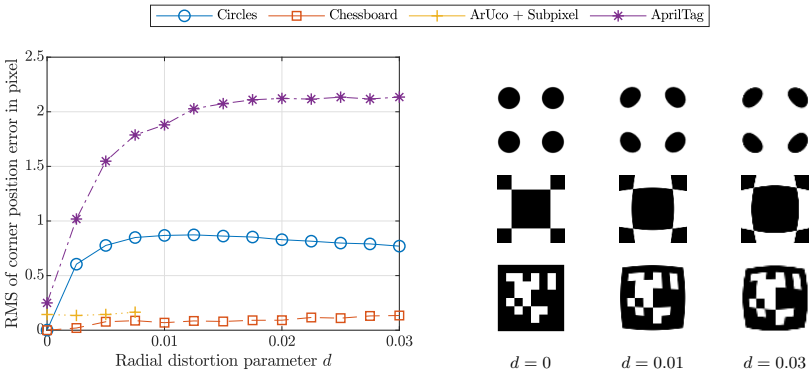 Circles Chessboard ArUco + Subpixel AprilTag
RMS of corner position error in pixel
2.5
2
1.5
1
0.5
0
0 0.01 0.02 0.03
Radial distortion parameter d
d = 0 d = 0.01 d = 0.03